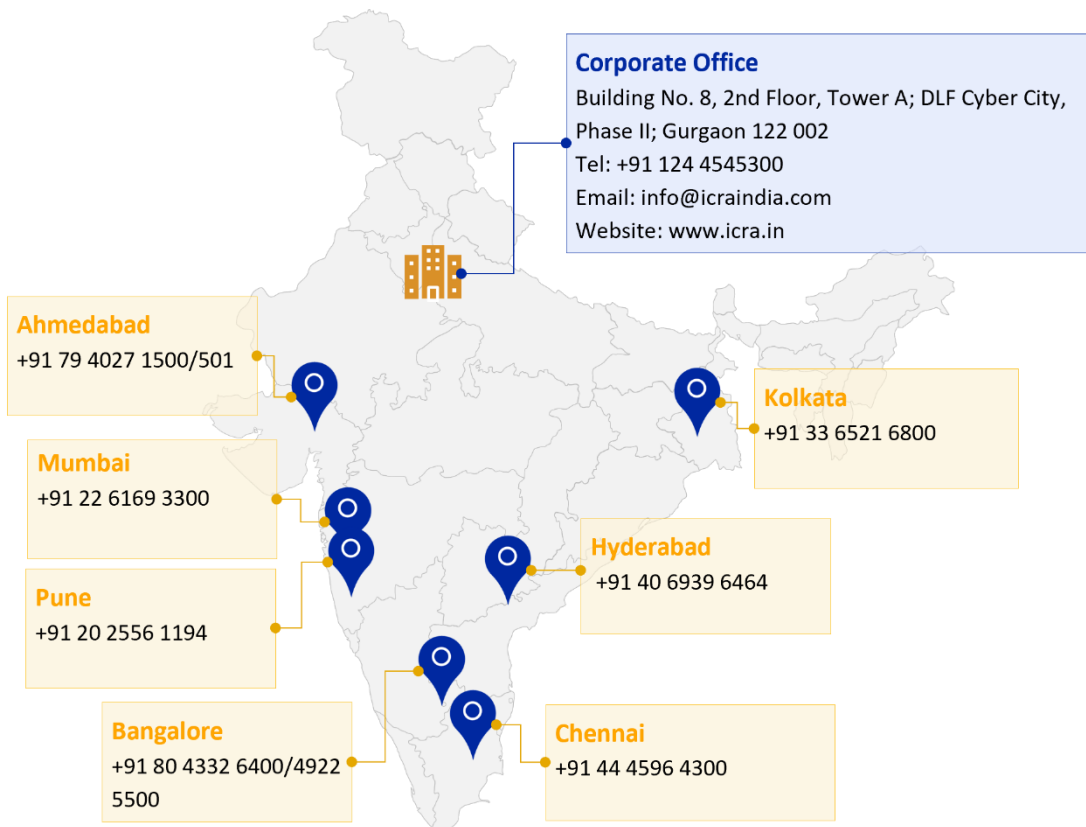 Corporate Office
Building No. 8, 2nd Floor, Tower A; DLF Cyber City,
Phase II; Gurgaon 122 002
Tel: +91 124 4545300
Email: info@icraindia.com
Website: www.icra.in
Ahmedabad
+91 79 4027 1500/501
Kolkata
+91 33 6521 6800
Mumbai
+91 22 6169 3300
Hyderabad
+91 40 6939 6464
Pune
+91 20 2556 1194
Bangalore
+91 80 4332 6400/4922
5500
Chennai
+91 44 4596 4300